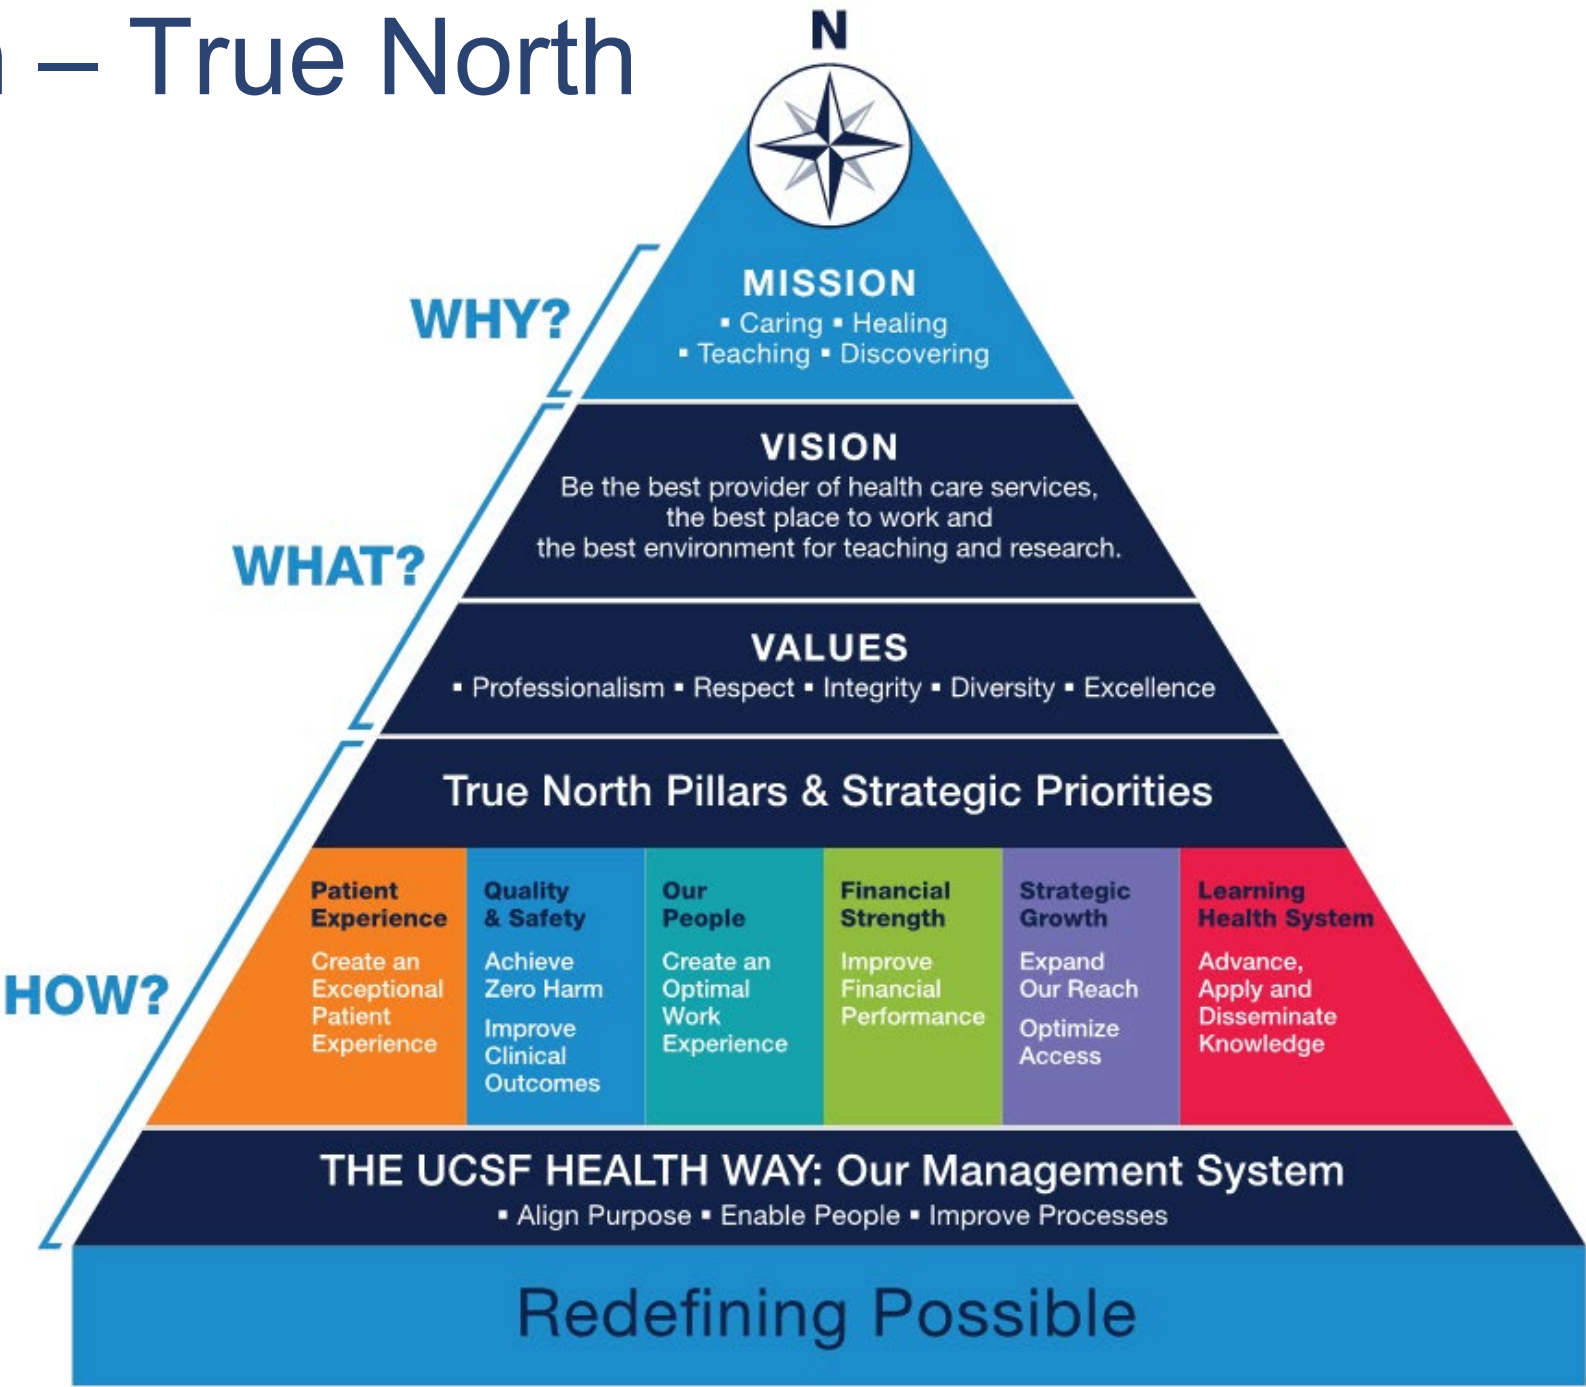 – True North
N
WHY?
MISSION
▪ Caring ▪ Healing
▪ Teaching ▪ Discovering
WHAT?
VISION
Be the best provider of health care services,
the best place to work and
the best environment for teaching and research.
VALUES
▪ Professionalism ▪ Respect ▪ Integrity ▪ Diversity ▪ Excellence
HOW?
True North Pillars & Strategic Priorities
Patient
Experience
Create an
Exceptional
Patient
Experience
Quality
& Safety
Achieve
Zero Harm
Improve
Clinical
Outcomes
Our
People
Create an
Optimal
Work
Experience
Financial
Strength
Improve
Financial
Performance
Strategic
Growth
Expand
Our Reach
Optimize
Access
Learning
Health System
Advance,
Apply and
Disseminate
Knowledge
THE UCSF HEALTH WAY: Our Management System
▪ Align Purpose ▪ Enable People ▪ Improve Processes
Redefining Possible